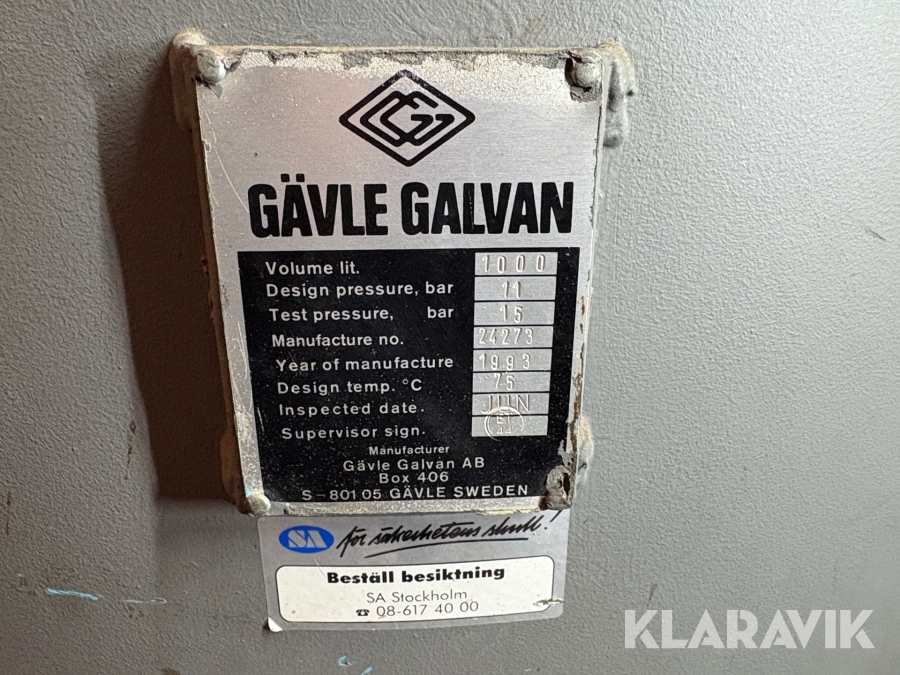 GÄVLE GALVAN
Volume lit. 1000
Design pressure, bar 11
Test pressure, bar 15
Manufacture no. 24273
Year of manufacture 1993
Design temp. °C 75
Inspected date. JUN
Supervisor sign.
Manufacturer
Gävle Galvan AB
Box 406
S-801 05 GÄVLE SWEDEN
SA för säkerhetens skull!
Beställ besiktning
SA Stockholm
☎ 08-617 40 00
KLARAVIK